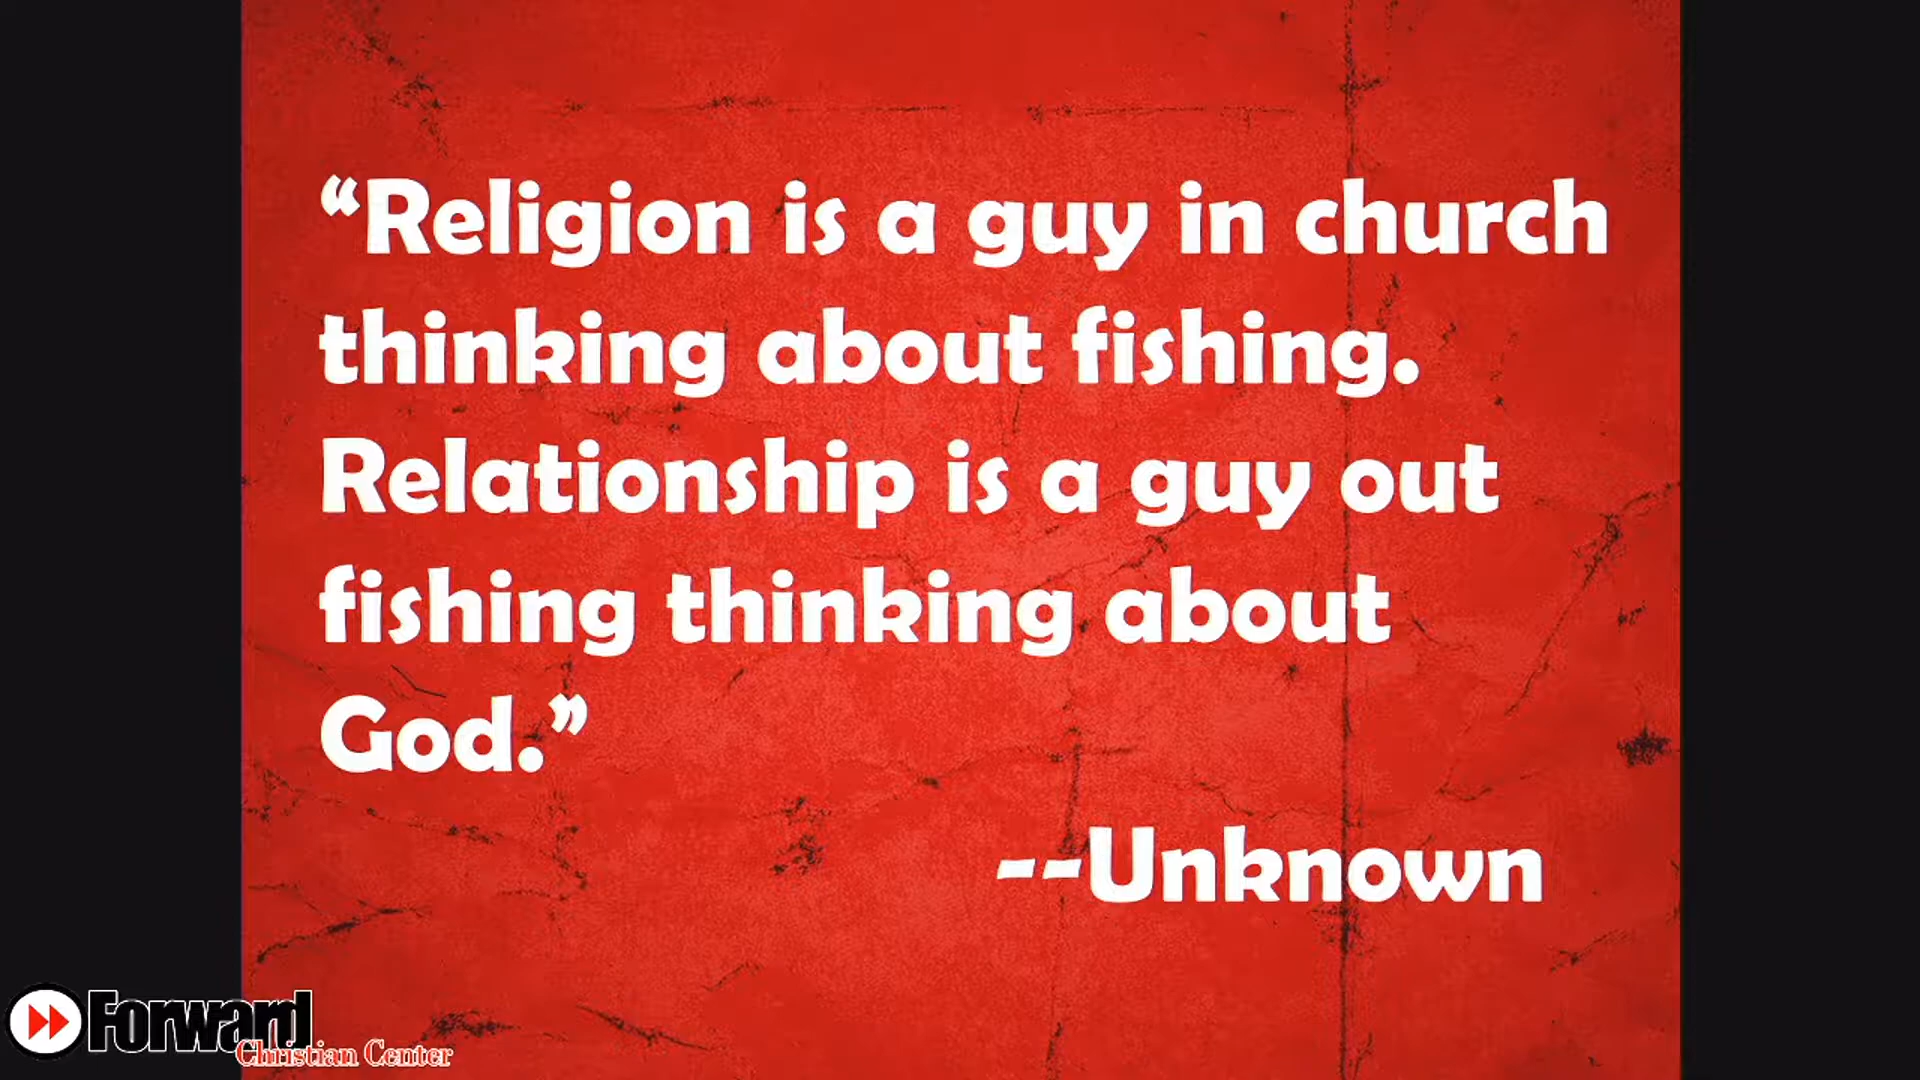 “Religion is a guy in church
thinking about fishing.
Relationship is a guy out
fishing thinking about
God.”
--Unknown
Forward
Christian Center